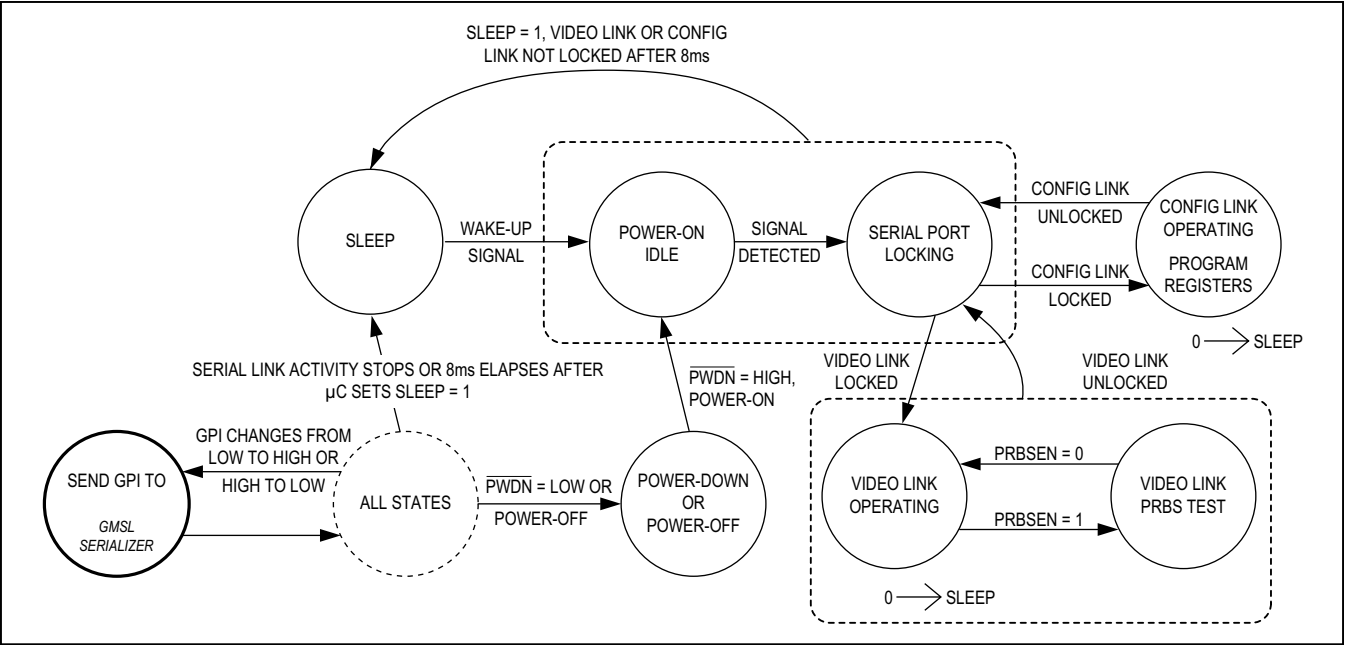 SLEEP = 1, VIDEO LINK OR CONFIG
LINK NOT LOCKED AFTER 8ms
SLEEP
WAKE-UP
SIGNAL
POWER-ON
IDLE
SIGNAL
DETECTED
SERIAL PORT
LOCKING
CONFIG LINK
UNLOCKED
CONFIG LINK
LOCKED
CONFIG LINK
OPERATING
PROGRAM
REGISTERS
0 → SLEEP
SERIAL LINK ACTIVITY STOPS OR 8ms ELAPSES AFTER
µC SETS SLEEP = 1
PWDN = HIGH,
POWER-ON
VIDEO LINK
LOCKED
VIDEO LINK
UNLOCKED
SEND GPI TO
GMSL
SERIALIZER
GPI CHANGES FROM
LOW TO HIGH OR
HIGH TO LOW
ALL STATES
PWDN = LOW OR
POWER-OFF
POWER-DOWN
OR
POWER-OFF
VIDEO LINK
OPERATING
PRBSEN = 0
PRBSEN = 1
VIDEO LINK
PRBS TEST
0 → SLEEP